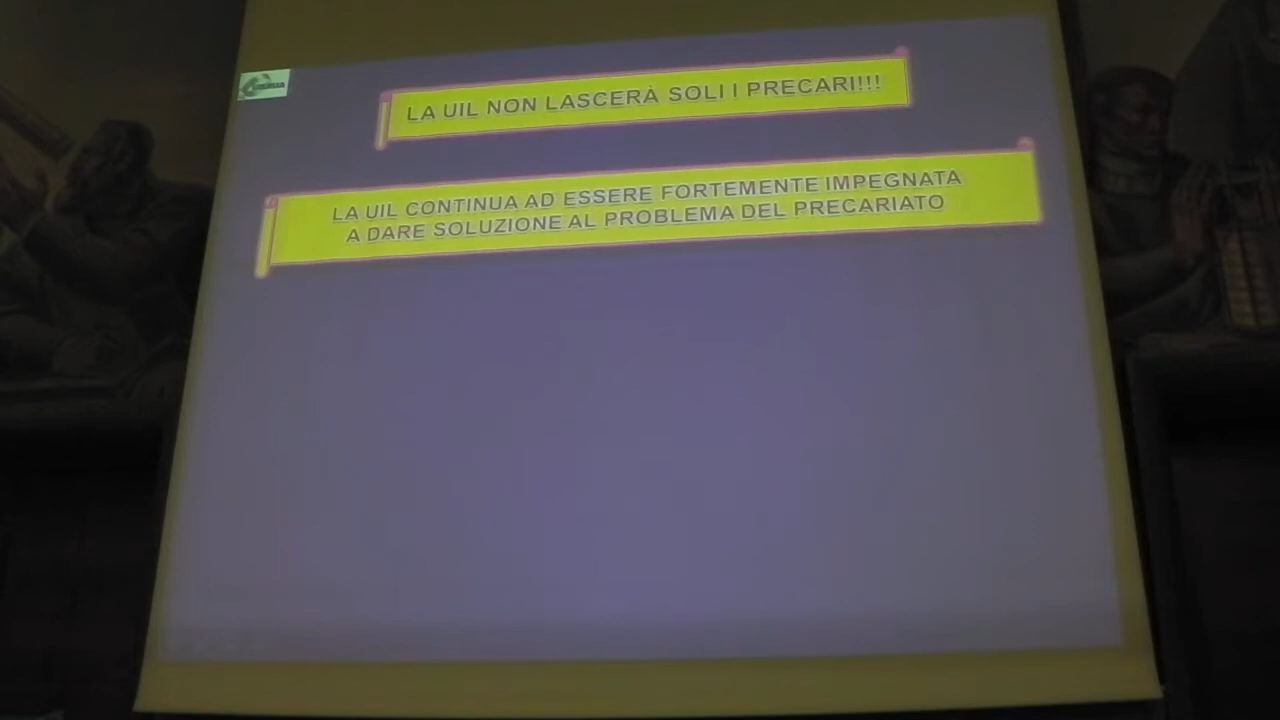 LA UIL NON LASCERÀ SOLI I PRECARI!!!
LA UIL CONTINUA AD ESSERE FORTEMENTE IMPEGNATA
A DARE SOLUZIONE AL PROBLEMA DEL PRECARIATO